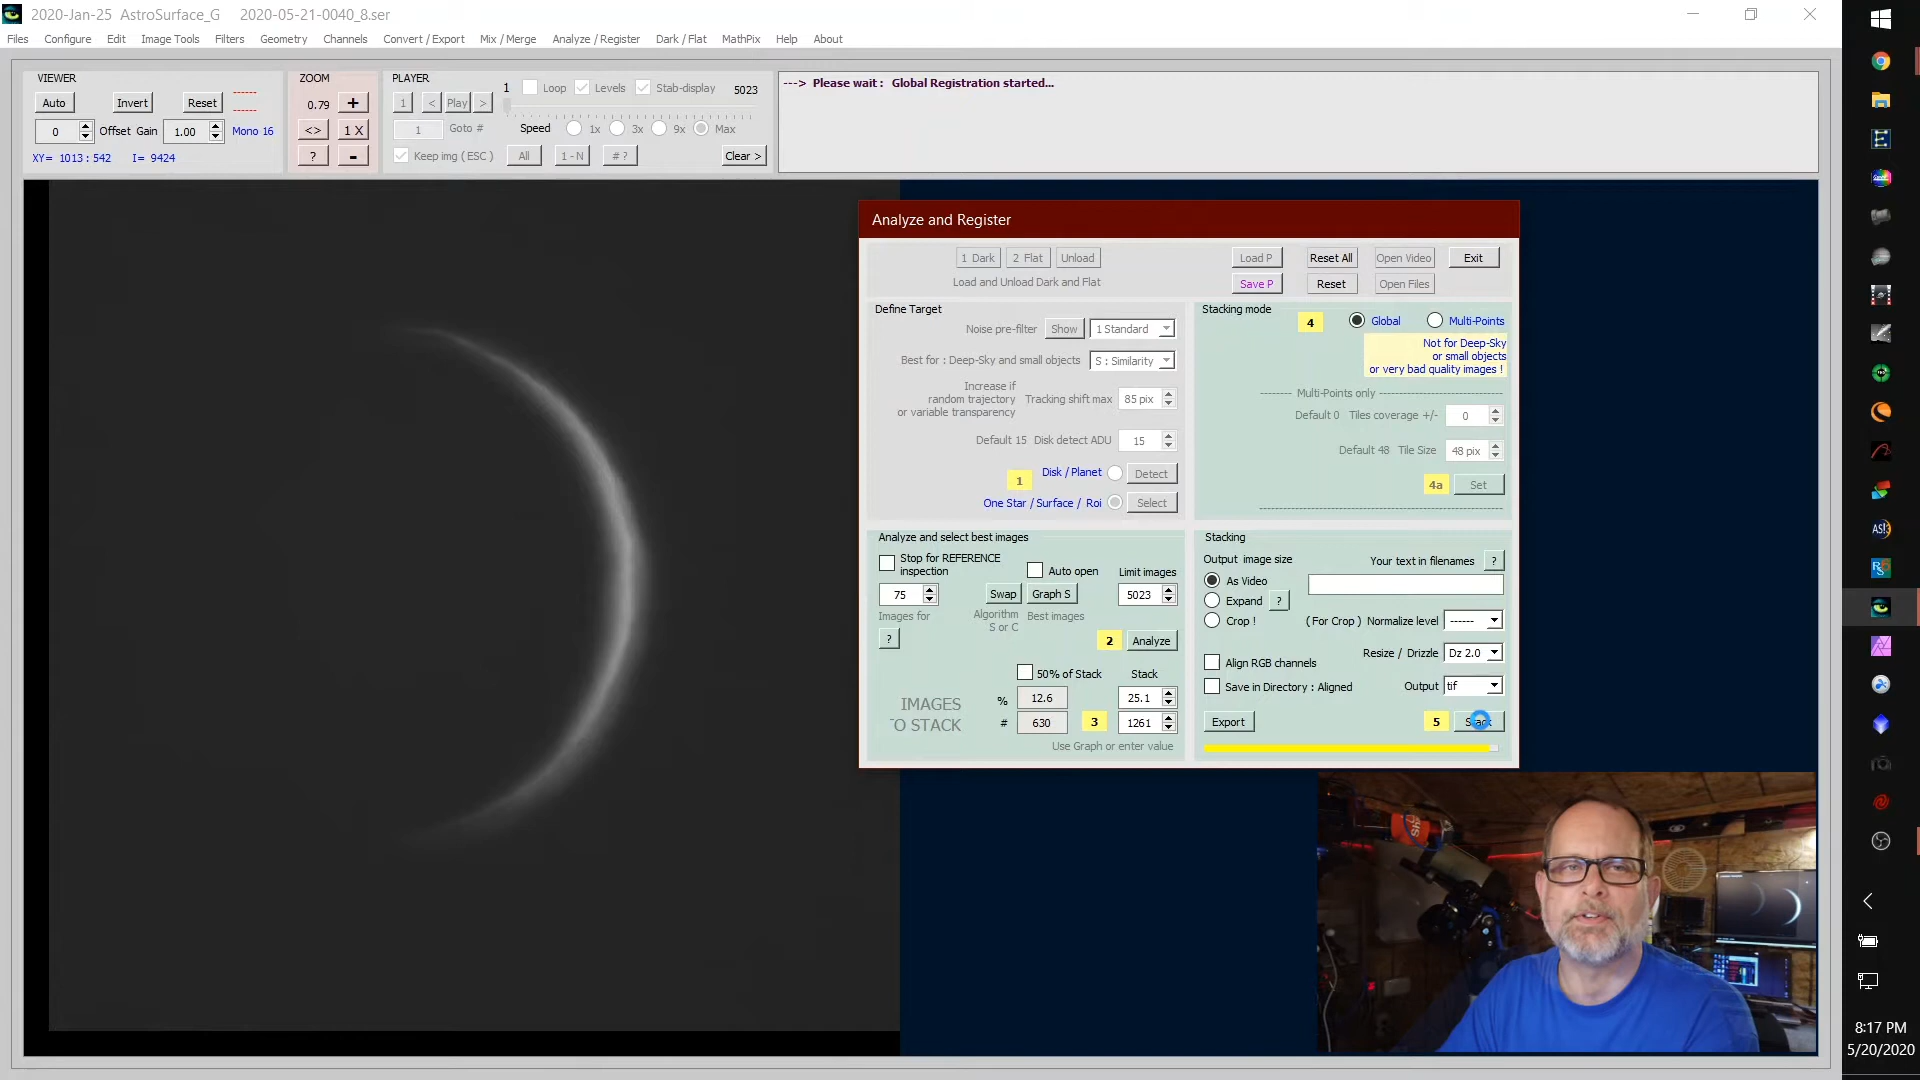 2020-Jan-25 AstroSurface_G 2020-05-21-0040_8.ser
Files Configure Edit Image Tools Filters Geometry Channels Convert / Export Mix / Merge Analyze / Register Dark / Flat MathPix Help About
VIEWER
Auto Invert Reset ------
------
0 Offset Gain 1.00 Mono 16
XY= 1013 : 542 I= 9424
ZOOM
0.79 +
<> 1 X
? -
PLAYER
1 Loop Levels Stab-display 5023
1 < Play >
1 Goto # Speed 1x 3x 9x Max
Keep img ( ESC ) All 1 - N # ? Clear >
---> Please wait : Global Registration started...
Analyze and Register
1 Dark 2 Flat Unload Load P Reset All Open Video Exit
Load and Unload Dark and Flat Save P Reset Open Files
Define Target
Noise pre-filter Show 1 Standard
Best for : Deep-Sky and small objects S : Similarity
Increase if
random trajectory Tracking shift max 85 pix
or variable transparency
Default 15 Disk detect ADU 15
1 Disk / Planet Detect
One Star / Surface / Roi Select
Stacking mode
4 Global Multi-Points
Not for Deep-Sky
or small objects
or very bad quality images !
-------- Multi-Points only ----------------------
Default 0 Tiles coverage +/- 0
Default 48 Tile Size 48 pix
4a Set
Analyze and select best images
Stop for REFERENCE
inspection Auto open Limit images
75 Swap Graph S 5023
Images for Algorithm Best images
S or C
? 2 Analyze
50% of Stack Stack
IMAGES % 12.6 25.1
TO STACK # 630 3 1261
Use Graph or enter value
Stacking
Output image size Your text in filenames ?
As Video
Expand ?
Crop ! ( For Crop ) Normalize level ------
Resize / Drizzle Dz 2.0
Align RGB channels
Save in Directory : Aligned Output tif
Export 5 Stack
8:17 PM
5/20/2020